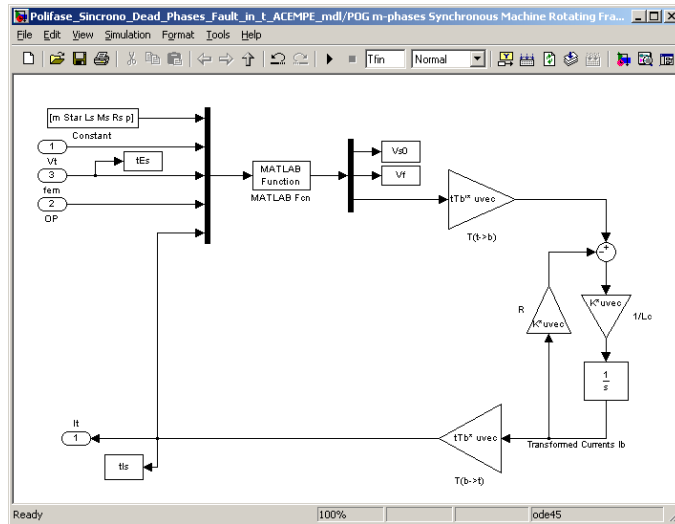 Polifase_Sincrono_Dead_Phases_Fault_in_t_ACEMPE_mdl/POG m-phases Synchronous Machine Rotating Fra...
File Edit View Simulation Format Tools Help
Tfin Normal
[m Star Ls Ms Rs p]
Constant
1
Vt
tEs
3
fem
2
OP
MATLAB
Function
MATLAB Fcn
Vs0
Vf
tTb'* uvec
T(t->b)
R
K*uvec
K*uvec
1/Lc
1
s
It
1
tIs
tTb* uvec
T(b->t)
Transformed Currents Ib
Ready 100% ode45